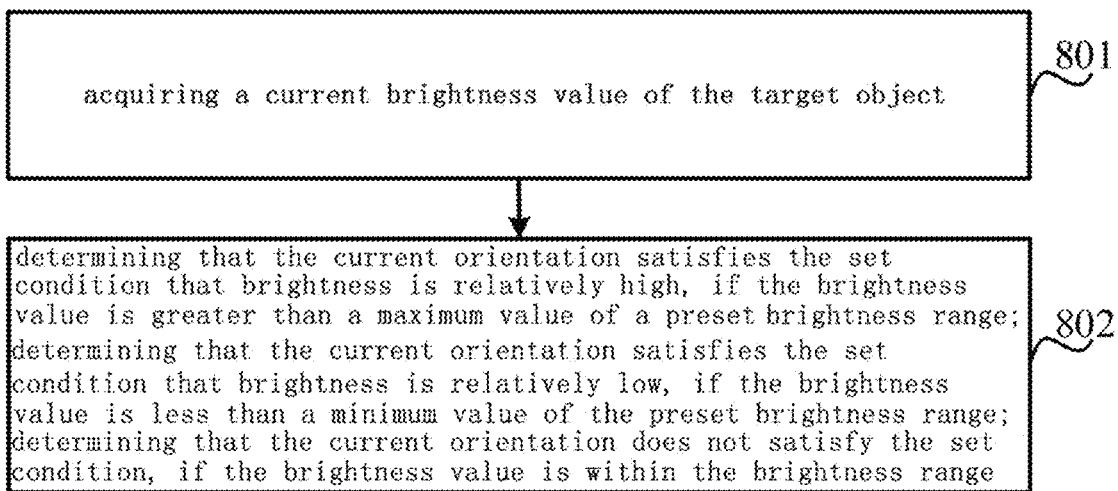 acquiring a current brightness value of the target object
801
determining that the current orientation satisfies the set
condition that brightness is relatively high, if the brightness
value is greater than a maximum value of a preset brightness range;
determining that the current orientation satisfies the set
condition that brightness is relatively low, if the brightness
value is less than a minimum value of the preset brightness range;
determining that the current orientation does not satisfy the set
condition, if the brightness value is within the brightness range
802